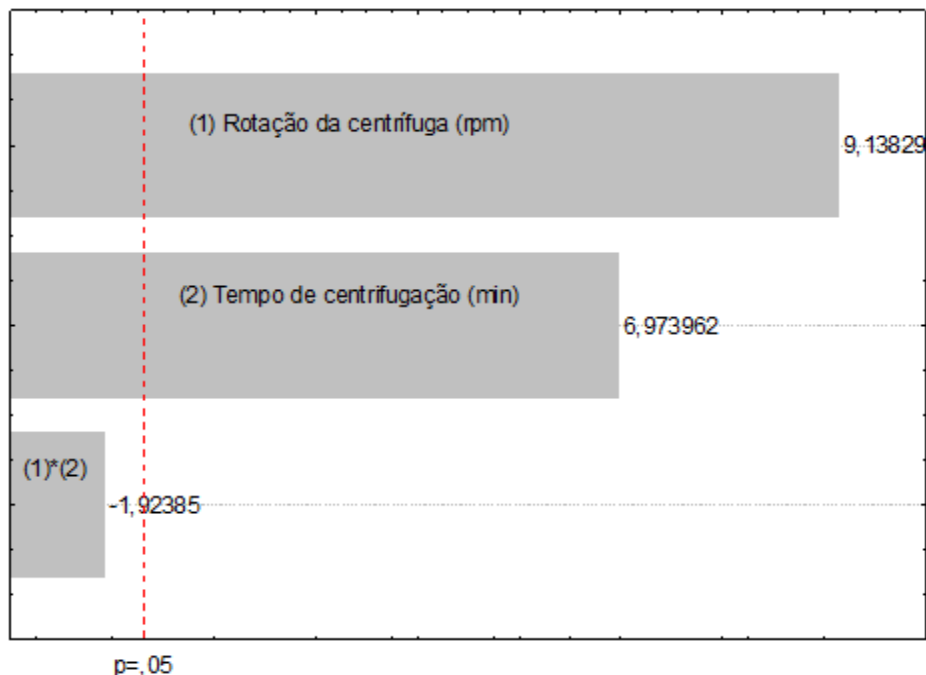 (1) Rotação da centrífuga (rpm)
9,13829
(2) Tempo de centrifugação (min)
6,973962
(1)*(2)
-1,92385
p=,05